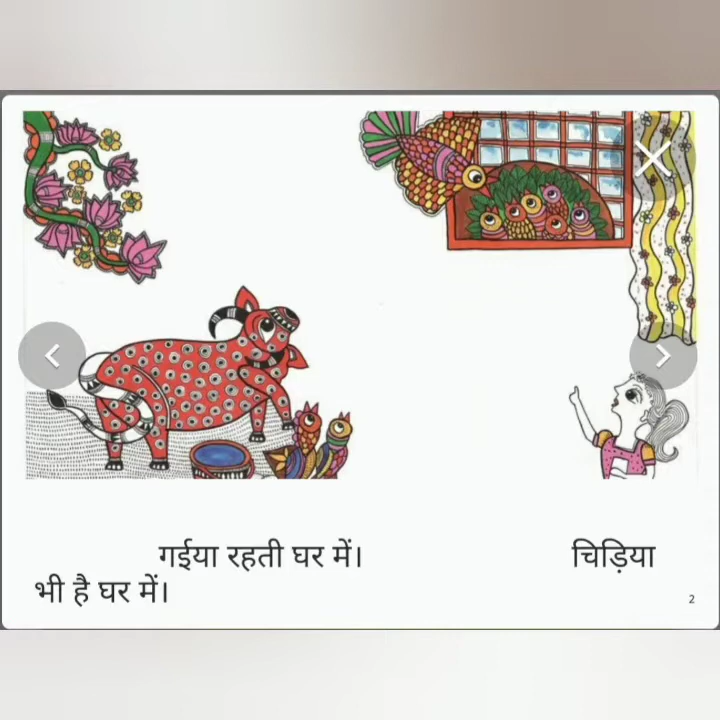 गईया रहती घर में। चिड़िया
भी है घर में।
2